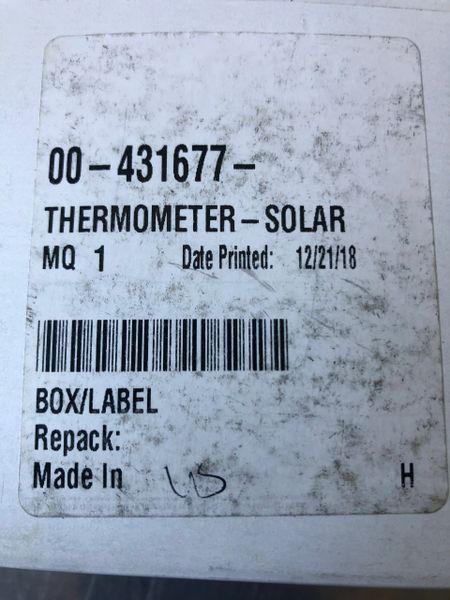 00-431677-
THERMOMETER-SOLAR
MQ 1 Date Printed: 12/21/18
BOX/LABEL
Repack:
Made In US
H